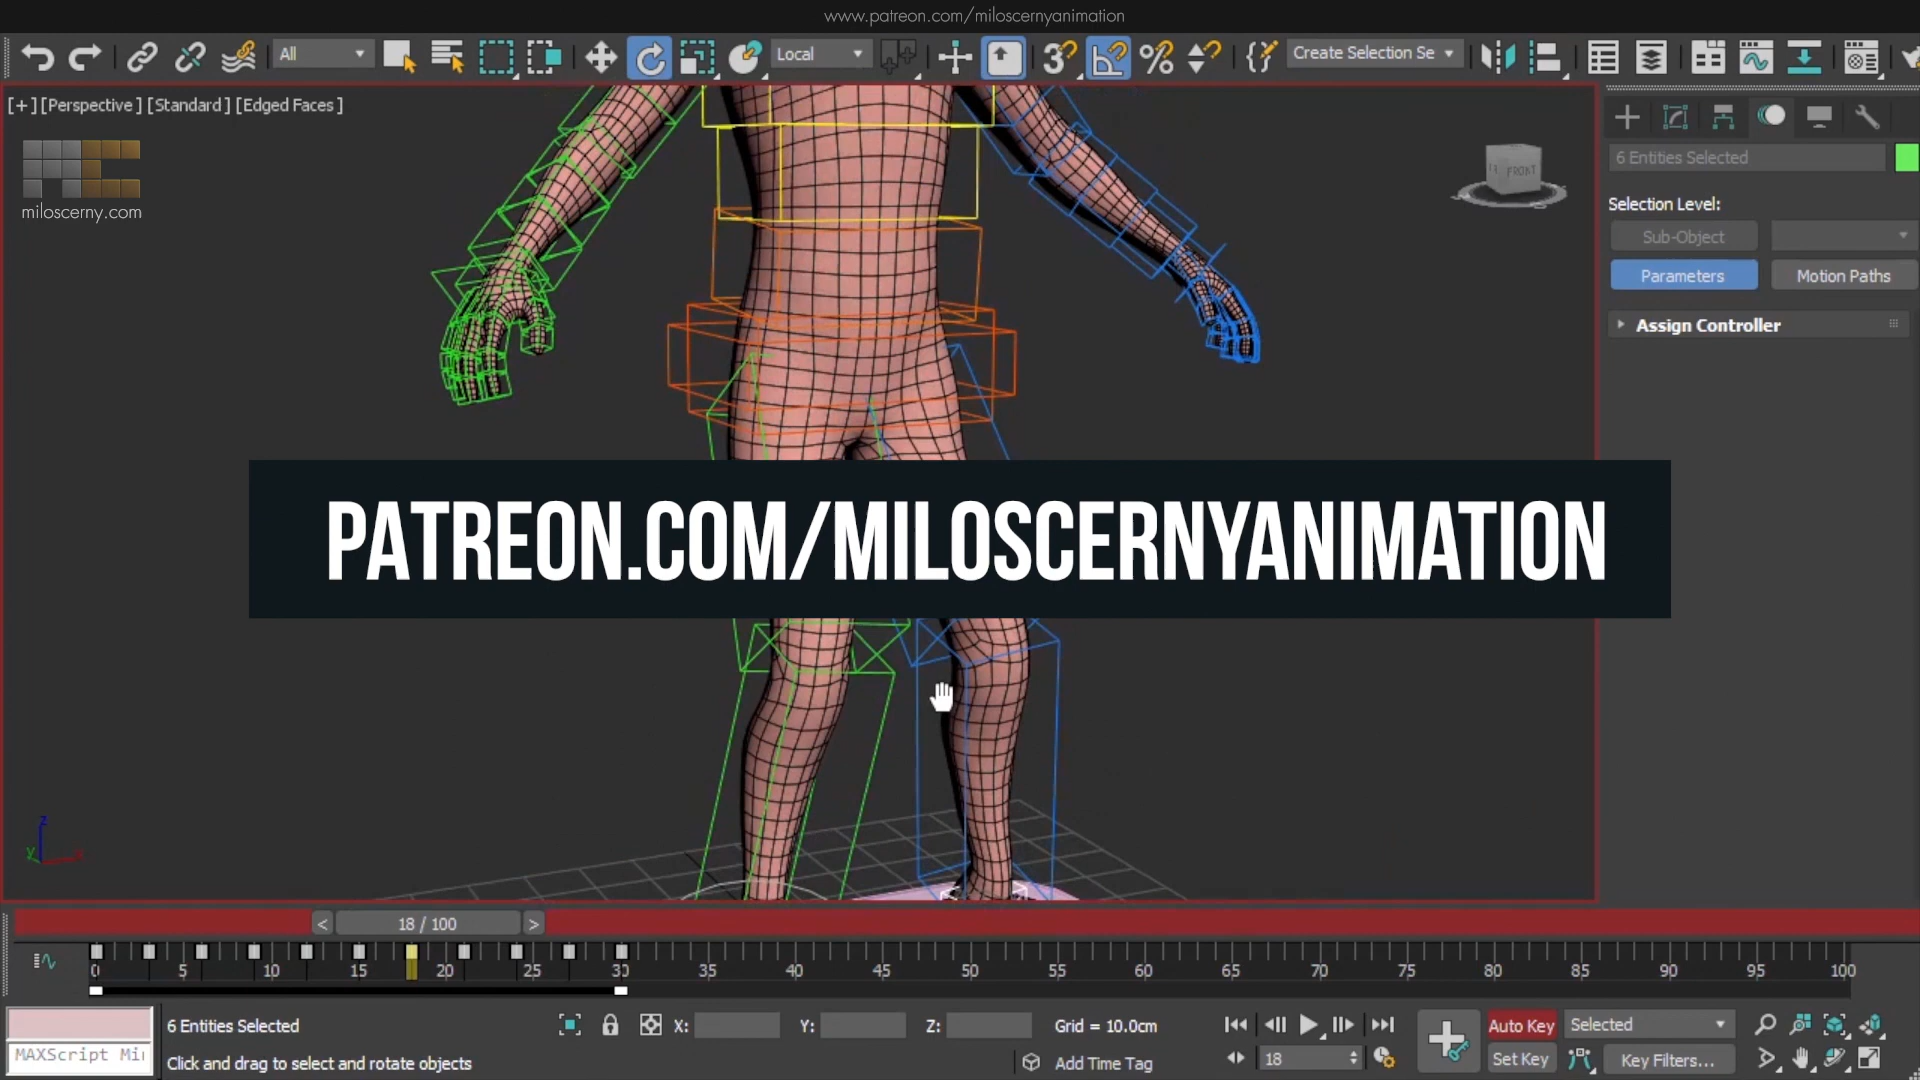 www.patreon.com/miloscernyanimation
All
Local
3
Create Selection Se
[+] [Perspective ] [Standard ] [Edged Faces ]
miloscerny.com
FRONT
6 Entities Selected
Selection Level:
Sub-Object
Parameters
Motion Paths
Assign Controller
PATREON.COM/MILOSCERNYANIMATION
z
y
x
< 18 / 100 >
0 5 10 15 20 25 30 35 40 45 50 55 60 65 70 75 80 85 90 95 100
6 Entities Selected
X:
Y:
Z:
Grid = 10.0cm
Auto Key
Selected
MAXScript Mi
Click and drag to select and rotate objects
Add Time Tag
18
Set Key
Key Filters...